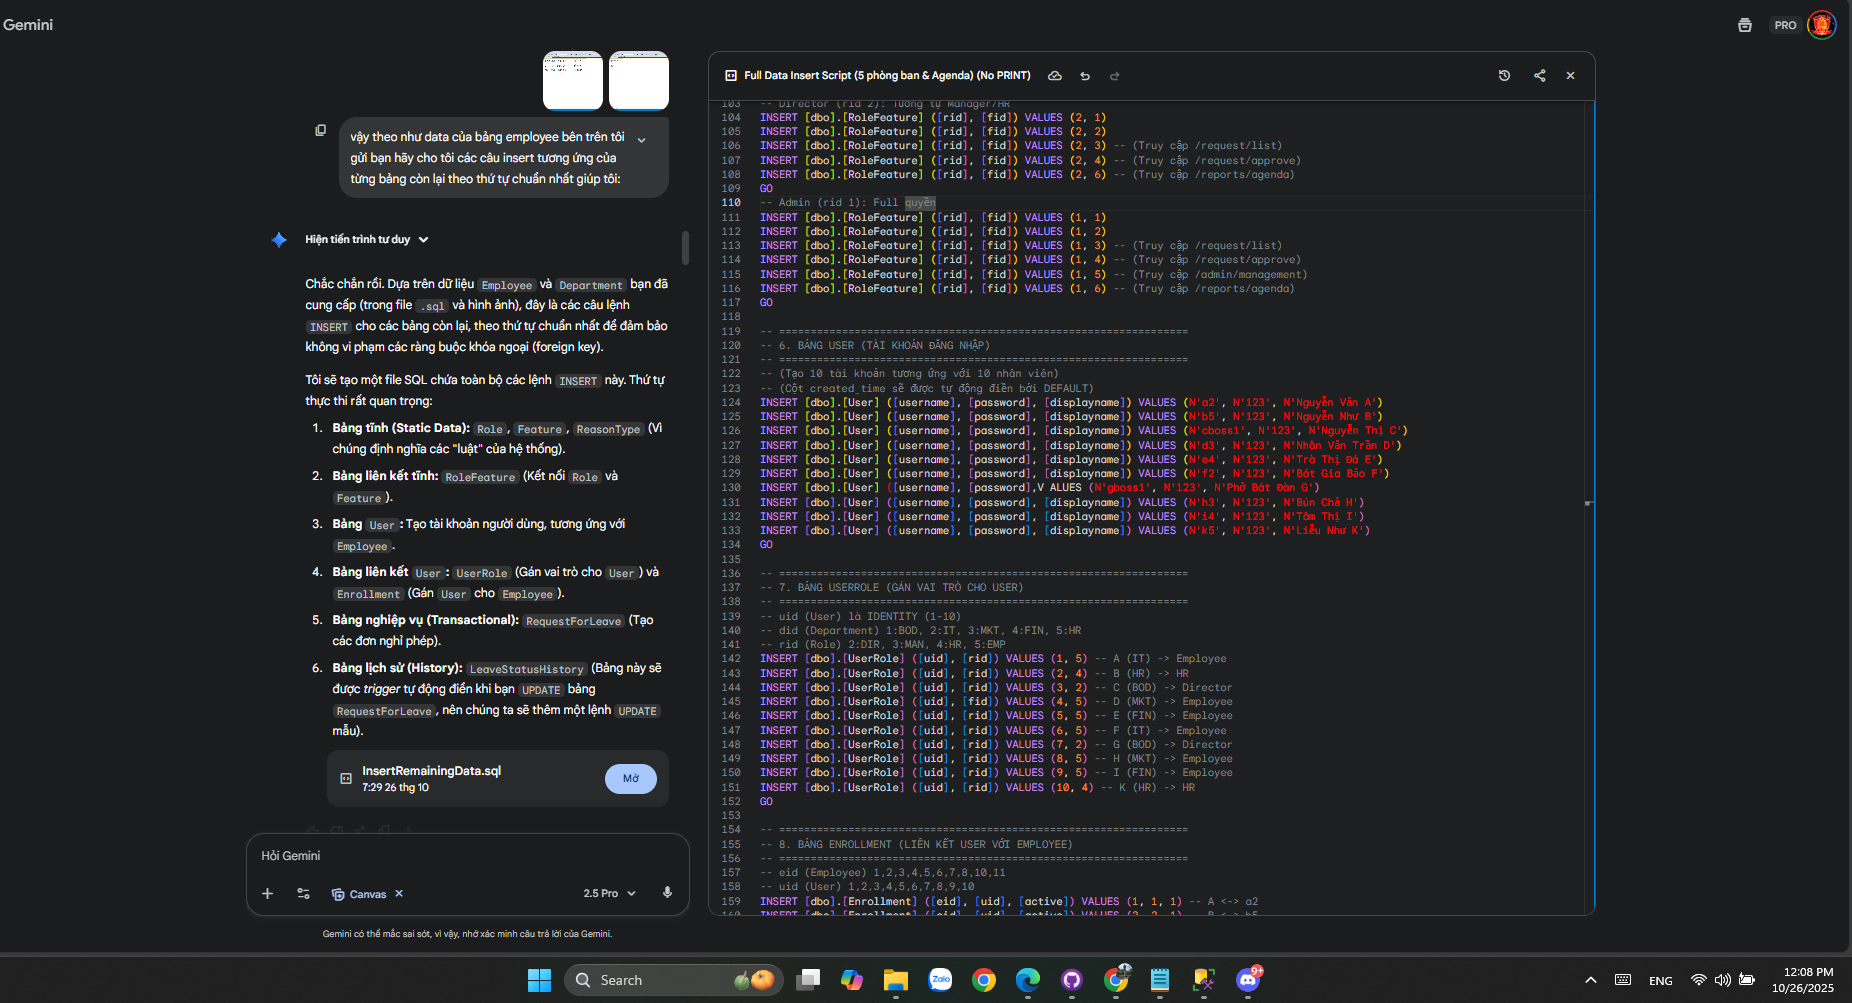 Gemini
PRO
vậy theo như data của bảng employee bên trên tôi
gửi bạn hãy cho tôi các câu insert tương ứng của
từng bảng còn lại theo thứ tự chuẩn nhất giúp tôi:
Hiện tiến trình tư duy
Chắc chắn rồi. Dựa trên dữ liệu Employee và Department bạn đã
cung cấp (trong file .sql và hình ảnh), đây là các câu lệnh
INSERT cho các bảng còn lại, theo thứ tự chuẩn nhất để đảm bảo
không vi phạm các ràng buộc khóa ngoại (foreign key).
Tôi sẽ tạo một file SQL chứa toàn bộ các lệnh INSERT này. Thứ tự
thực thi rất quan trọng:
1. Bảng tĩnh (Static Data): Role, Feature, ReasonType (Vì
chúng định nghĩa các "luật" của hệ thống).
2. Bảng liên kết tĩnh: RoleFeature (Kết nối Role và
Feature).
3. Bảng User: Tạo tài khoản người dùng, tương ứng với
Employee.
4. Bảng liên kết User: UserRole (Gán vai trò cho User) và
Enrollment (Gán User cho Employee).
5. Bảng nghiệp vụ (Transactional): RequestForLeave (Tạo
các đơn nghỉ phép).
6. Bảng lịch sử (History): LeaveStatusHistory (Bảng này sẽ
được trigger tự động điền khi bạn UPDATE bảng
RequestForLeave, nên chúng ta sẽ thêm một lệnh UPDATE
mẫu).
InsertRemainingData.sql
7:29 26 thg 10
Mở
Hỏi Gemini
Canvas
2.5 Pro
Gemini có thể mắc sai sót, vì vậy, nhớ xác minh câu trả lời của Gemini.
Full Data Insert Script (5 phòng ban & Agenda) (No PRINT)
103 -- Director (rid 2): Tương tự Manager/HR
104 INSERT [dbo].[RoleFeature] ([rid], [fid]) VALUES (2, 1)
105 INSERT [dbo].[RoleFeature] ([rid], [fid]) VALUES (2, 2)
106 INSERT [dbo].[RoleFeature] ([rid], [fid]) VALUES (2, 3) -- (Truy cập /request/list)
107 INSERT [dbo].[RoleFeature] ([rid], [fid]) VALUES (2, 4) -- (Truy cập /request/approve)
108 INSERT [dbo].[RoleFeature] ([rid], [fid]) VALUES (2, 6) -- (Truy cập /reports/agenda)
109 GO
110 -- Admin (rid 1): Full quyền
111 INSERT [dbo].[RoleFeature] ([rid], [fid]) VALUES (1, 1)
112 INSERT [dbo].[RoleFeature] ([rid], [fid]) VALUES (1, 2)
113 INSERT [dbo].[RoleFeature] ([rid], [fid]) VALUES (1, 3) -- (Truy cập /request/list)
114 INSERT [dbo].[RoleFeature] ([rid], [fid]) VALUES (1, 4) -- (Truy cập /request/approve)
115 INSERT [dbo].[RoleFeature] ([rid], [fid]) VALUES (1, 5) -- (Truy cập /admin/management)
116 INSERT [dbo].[RoleFeature] ([rid], [fid]) VALUES (1, 6) -- (Truy cập /reports/agenda)
117 GO
118
119 -- =================================================================
120 -- 6. BẢNG USER (TÀI KHOẢN ĐĂNG NHẬP)
121 -- =================================================================
122 -- (Tạo 10 tài khoản tương ứng với 10 nhân viên)
123 -- (Cột created_time sẽ được tự động điền bởi DEFAULT)
124 INSERT [dbo].[User] ([username], [password], [displayname]) VALUES (N'a2', N'123', N'Nguyễn Văn A')
125 INSERT [dbo].[User] ([username], [password], [displayname]) VALUES (N'b5', N'123', N'Nguyễn Như B')
126 INSERT [dbo].[User] ([username], [password], [displayname]) VALUES (N'cboss1', N'123', N'Nguyễn Thị C')
127 INSERT [dbo].[User] ([username], [password], [displayname]) VALUES (N'd3', N'123', N'Nhân Văn Trần D')
128 INSERT [dbo].[User] ([username], [password], [displayname]) VALUES (N'e4', N'123', N'Trà Thị Đá E')
129 INSERT [dbo].[User] ([username], [password], [displayname]) VALUES (N'f2', N'123', N'Bát Gia Bảo F')
130 INSERT [dbo].[User] ([username], [password],V ALUES (N'gboss1', N'123', N'Phở Bát Đàn G')
131 INSERT [dbo].[User] ([username], [password], [displayname]) VALUES (N'h3', N'123', N'Bún Chả H')
132 INSERT [dbo].[User] ([username], [password], [displayname]) VALUES (N'i4', N'123', N'Tâm Thị I')
133 INSERT [dbo].[User] ([username], [password], [displayname]) VALUES (N'k5', N'123', N'Liễu Như K')
134 GO
135
136 -- =================================================================
137 -- 7. BẢNG USERROLE (GÁN VAI TRÒ CHO USER)
138 -- =================================================================
139 -- uid (User) là IDENTITY (1-10)
140 -- did (Department) 1:BOD, 2:IT, 3:MKT, 4:FIN, 5:HR
141 -- rid (Role) 2:DIR, 3:MAN, 4:HR, 5:EMP
142 INSERT [dbo].[UserRole] ([uid], [rid]) VALUES (1, 5) -- A (IT) -> Employee
143 INSERT [dbo].[UserRole] ([uid], [rid]) VALUES (2, 4) -- B (HR) -> HR
144 INSERT [dbo].[UserRole] ([uid], [rid]) VALUES (3, 2) -- C (BOD) -> Director
145 INSERT [dbo].[UserRole] ([uid], [fid]) VALUES (4, 5) -- D (MKT) -> Employee
146 INSERT [dbo].[UserRole] ([uid], [rid]) VALUES (5, 5) -- E (FIN) -> Employee
147 INSERT [dbo].[UserRole] ([uid], [rid]) VALUES (6, 5) -- F (IT) -> Employee
148 INSERT [dbo].[UserRole] ([uid], [rid]) VALUES (7, 2) -- G (BOD) -> Director
149 INSERT [dbo].[UserRole] ([uid], [rid]) VALUES (8, 5) -- H (MKT) -> Employee
150 INSERT [dbo].[UserRole] ([uid], [rid]) VALUES (9, 5) -- I (FIN) -> Employee
151 INSERT [dbo].[UserRole] ([uid], [rid]) VALUES (10, 4) -- K (HR) -> HR
152 GO
153
154 -- =================================================================
155 -- 8. BẢNG ENROLLMENT (LIÊN KẾT USER VỚI EMPLOYEE)
156 -- =================================================================
157 -- eid (Employee) 1,2,3,4,5,6,7,8,10,11
158 -- uid (User) 1,2,3,4,5,6,7,8,9,10
159 INSERT [dbo].[Enrollment] ([eid], [uid], [active]) VALUES (1, 1, 1) -- A <-> a2
160 INSERT [dbo].[Enrollment] ([eid], [uid], [active]) VALUES (2, 2, 1) -- B <-> b5
Search
Zalo
9+
ENG
12:08 PM
10/26/2025